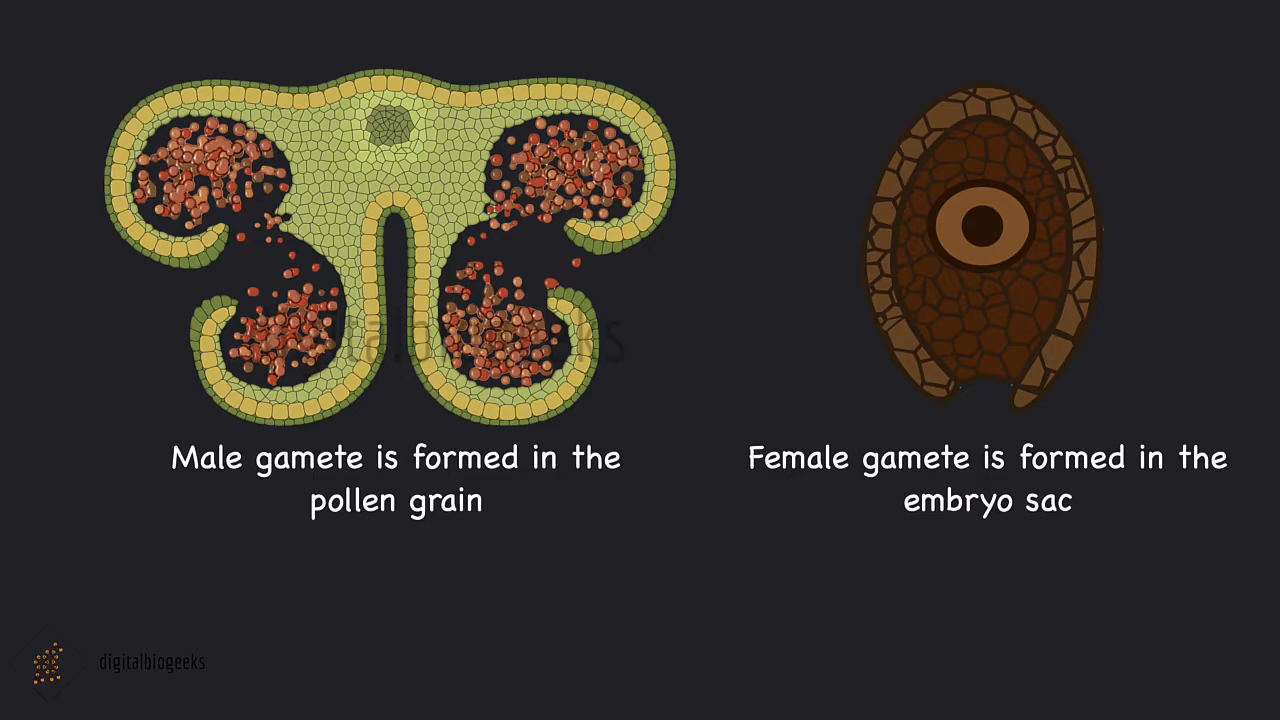 Male gamete is formed in the
pollen grain
Female gamete is formed in the
embryo sac
digitalbiogeeks